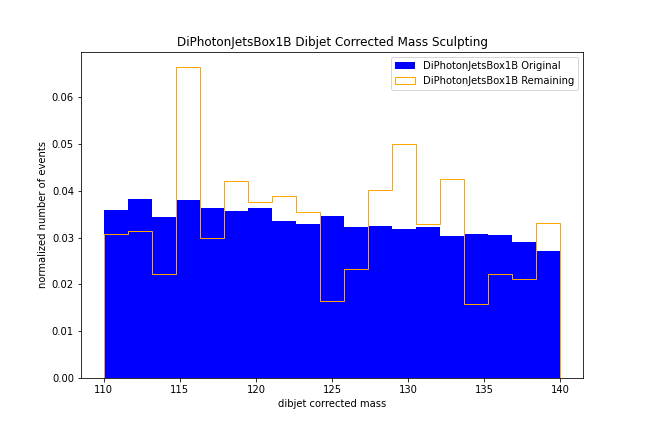 DiPhotonJetsBox1B Dibjet Corrected Mass Sculpting
DiPhotonJetsBox1B Original
DiPhotonJetsBox1B Remaining
normalized number of events
0.06
0.05
0.04
0.03
0.02
0.01
0.00
110 115 120 125 130 135 140
dibjet corrected mass